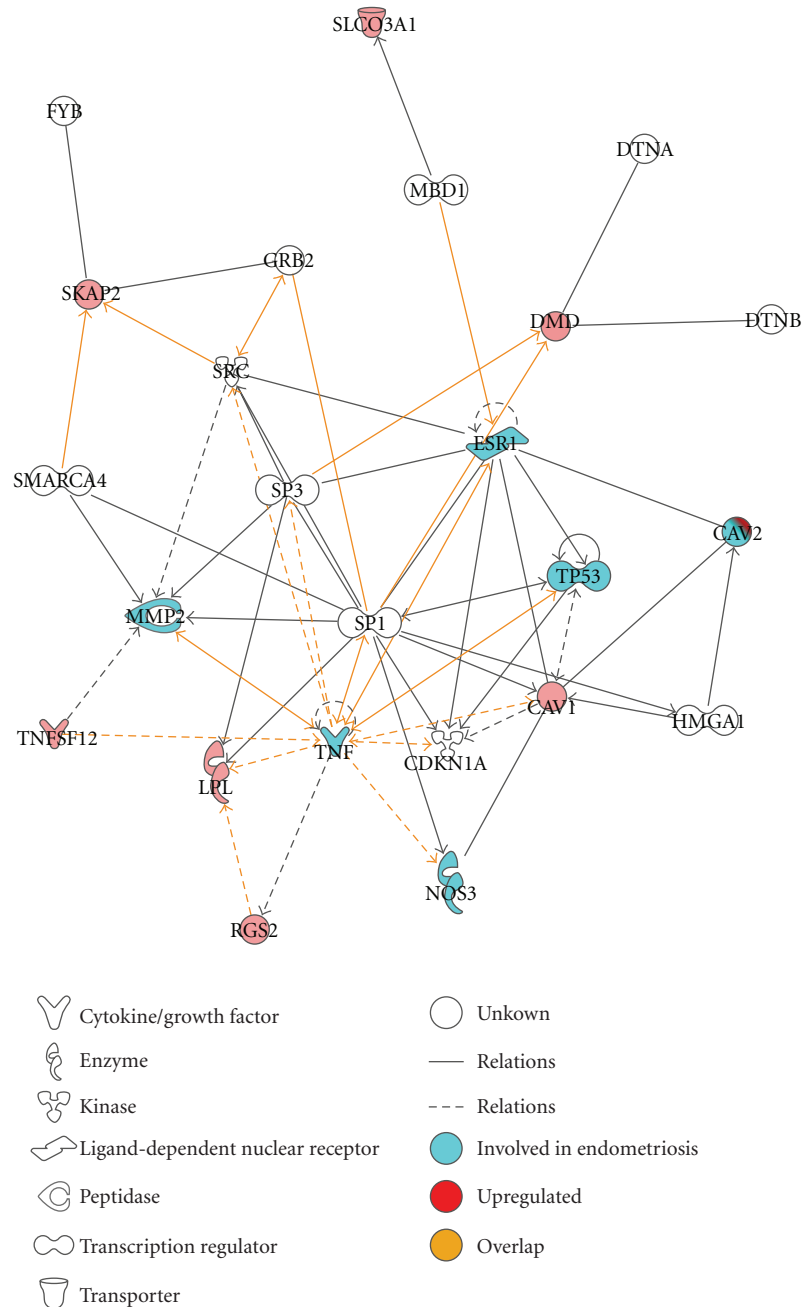 SLCO3A1
FYB
DTNA
MBD1
GRB2
SKAP2
DMD
DTNB
SRC
ESR1
SMARCA4
SP3
CAV2
TP53
MMP2
SP1
CAV1
HMGA1
TNFSF12
TNF
CDKN1A
LPL
NOS3
RGS2
Cytokine/growth factor
Enzyme
Kinase
Ligand-dependent nuclear receptor
Peptidase
Transcription regulator
Transporter
Unkown
Relations
Relations
Involved in endometriosis
Upregulated
Overlap